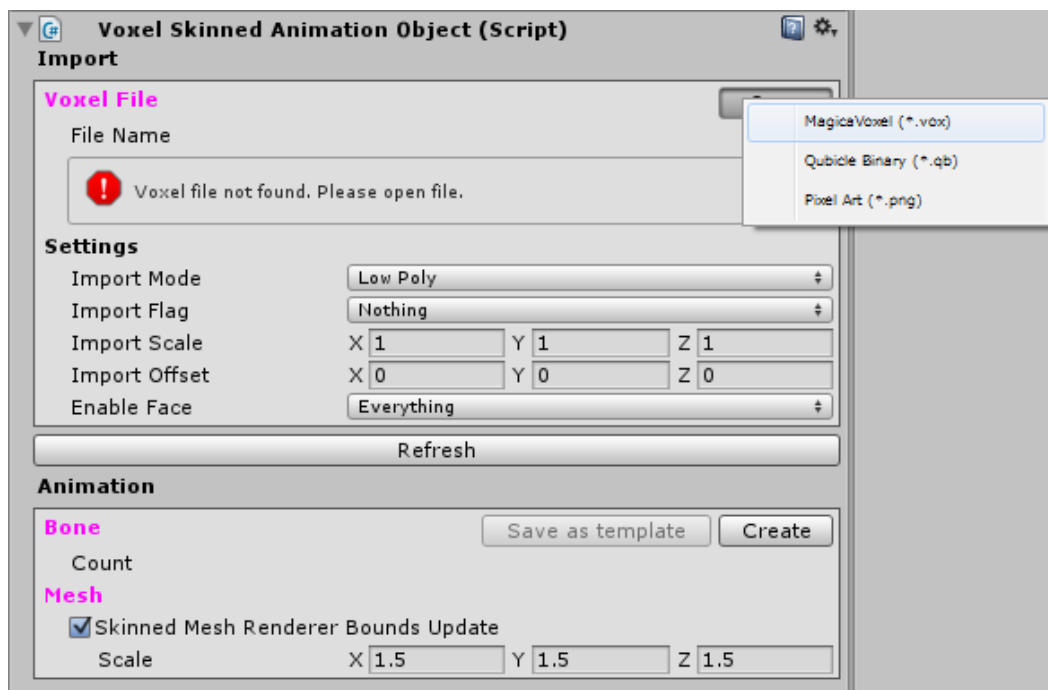 Voxel Skinned Animation Object (Script)
Import
Voxel File
MagicaVoxel (*.vox)
File Name
Qubicle Binary (*.qb)
Voxel file not found. Please open file.
Pixel Art (*.png)
Settings
Import Mode Low Poly
Import Flag Nothing
Import Scale X 1 Y 1 Z 1
Import Offset X 0 Y 0 Z 0
Enable Face Everything
Refresh
Animation
Bone Save as template Create
Count
Mesh
Skinned Mesh Renderer Bounds Update
Scale X 1.5 Y 1.5 Z 1.5